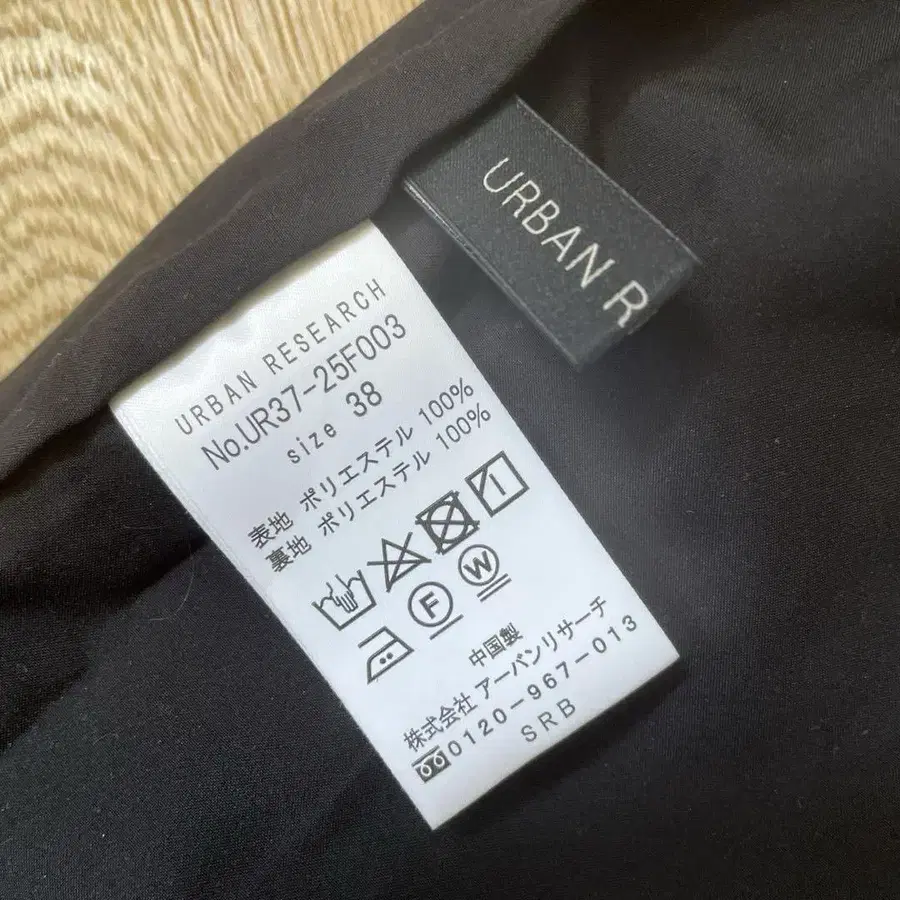 URBAN R
URBAN RESEARCH
No.UR37-25F003
size 38
表地 ポリエステル 100%
裏地 ポリエステル 100%
F W
中国製
株式会社 アーバンリサーチ
0120-967-013
SRB